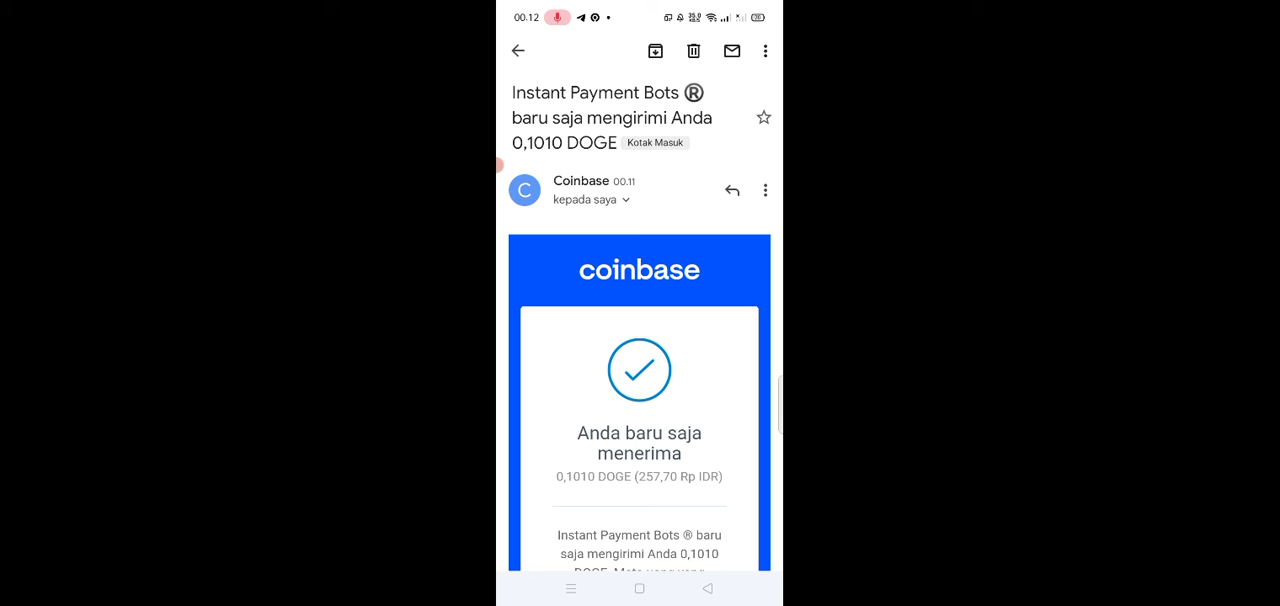 00.12
Instant Payment Bots ®
baru saja mengirimi Anda
0,1010 DOGE Kotak Masuk
C Coinbase 00.11
kepada saya
coinbase
Anda baru saja
menerima
0,1010 DOGE (257,70 Rp IDR)
Instant Payment Bots ® baru
saja mengirimi Anda 0,1010